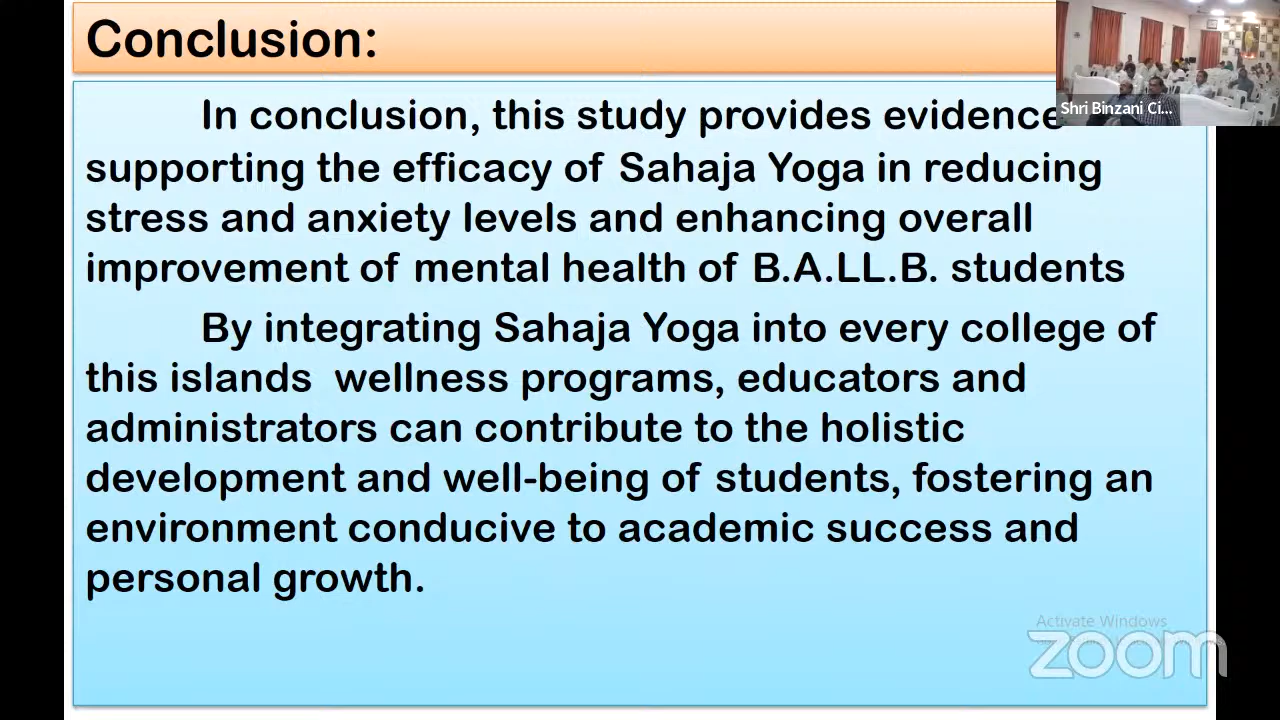 Conclusion:
Shri Binzani Ci...
In conclusion, this study provides evidence
supporting the efficacy of Sahaja Yoga in reducing
stress and anxiety levels and enhancing overall
improvement of mental health of B.A.LL.B. students
By integrating Sahaja Yoga into every college of
this islands wellness programs, educators and
administrators can contribute to the holistic
development and well-being of students, fostering an
environment conducive to academic success and
personal growth.
Activate Windows
zoom